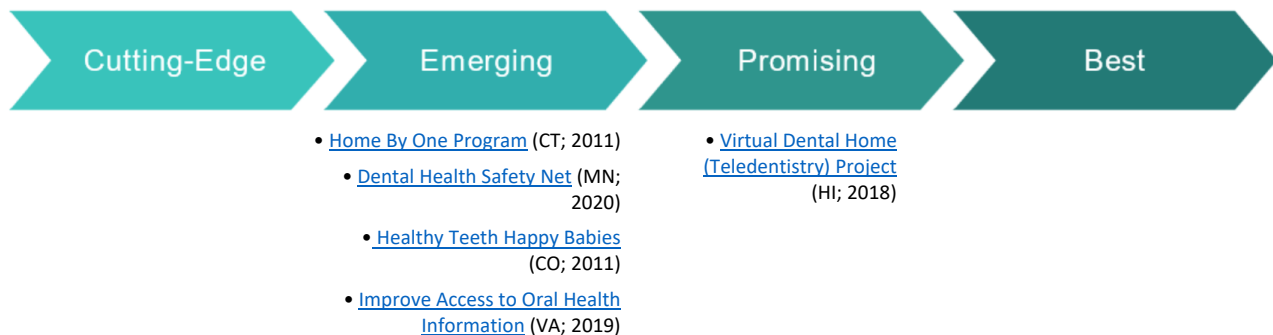 Cutting-Edge
Emerging
Promising
Best
• Home By One Program (CT; 2011)
• Dental Health Safety Net (MN;
2020)
• Healthy Teeth Happy Babies
(CO; 2011)
• Improve Access to Oral Health
Information (VA; 2019)
• Virtual Dental Home
(Teledentistry) Project
(HI; 2018)